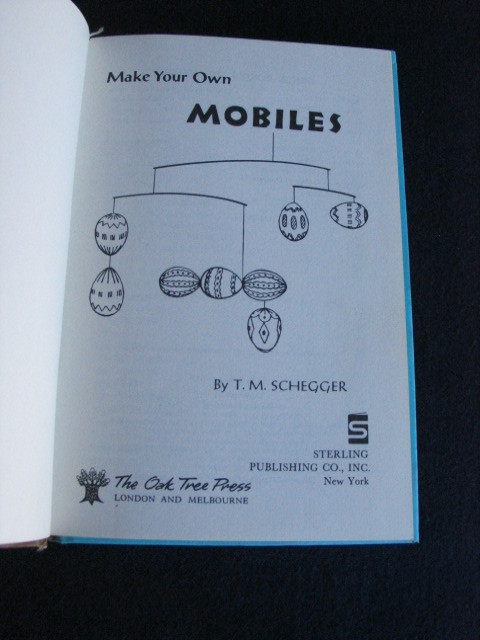 Make Your Own
MOBILES
By T. M. SCHEGGER
S
STERLING
PUBLISHING CO., INC.
New York
The Oak Tree Press
LONDON AND MELBOURNE